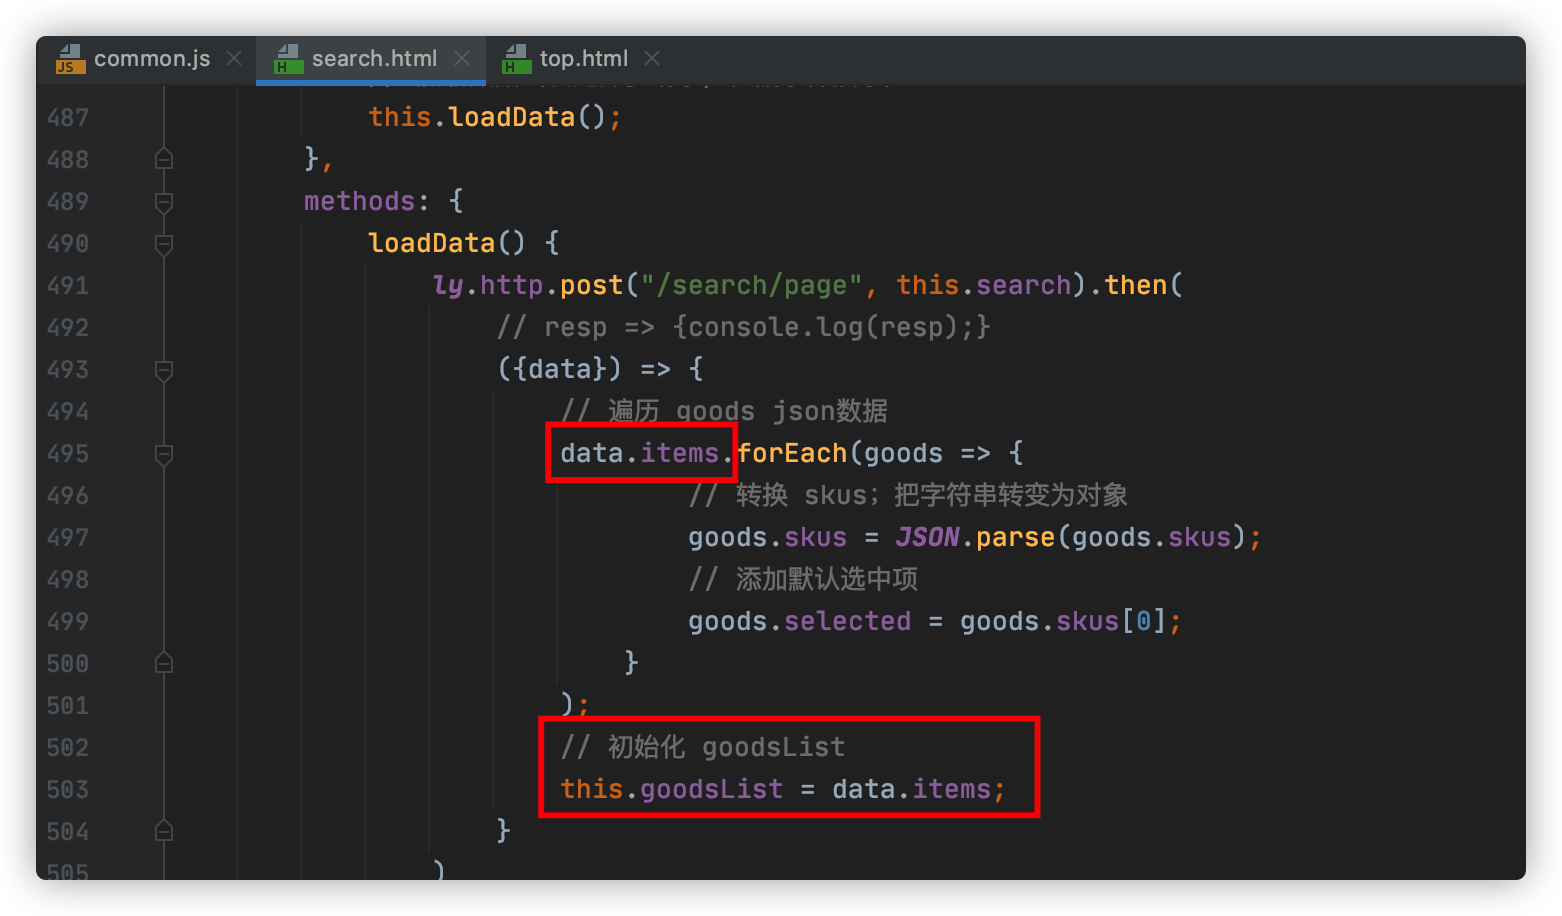 common.js search.html top.html
487 this.loadData();
488 },
489 methods: {
490 loadData() {
491 ly.http.post("/search/page", this.search).then(
492 // resp => {console.log(resp);}
493 ({data}) => {
494 // 遍历 goods json数据
495 data.items.forEach(goods => {
496 // 转换 skus; 把字符串转变为对象
497 goods.skus = JSON.parse(goods.skus);
498 // 添加默认选中项
499 goods.selected = goods.skus[0];
500 }
501 );
502 // 初始化 goodsList
503 this.goodsList = data.items;
504 }
505 )